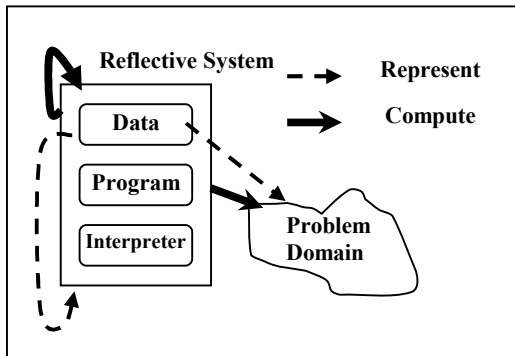 Reflective System
Represent
Compute
Data
Program
Interpreter
Problem
Domain